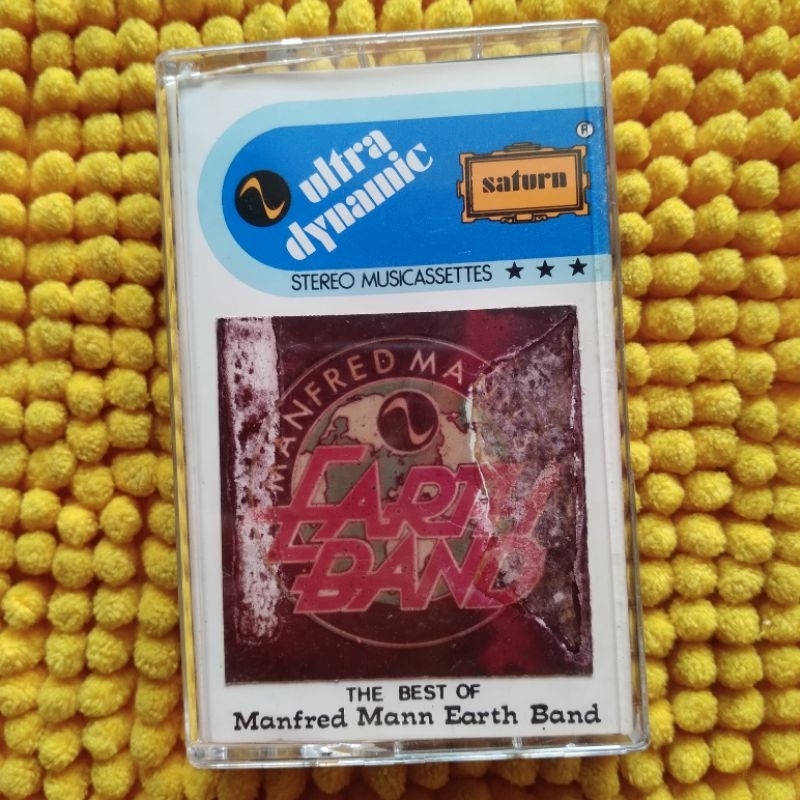 ultra
dynamic
®
saturn
STEREO MUSICASSETTES ★ ★ ★
MANFRED MA
EARTH
BAND
THE BEST OF
Manfred Mann Earth Band